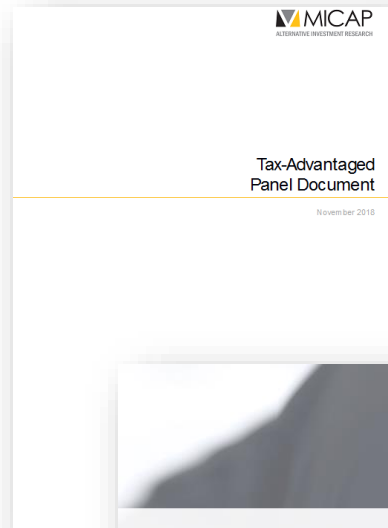 MICAP
ALTERNATIVE INVESTMENT RESEARCH
Tax-Advantaged
Panel Document
November 2018